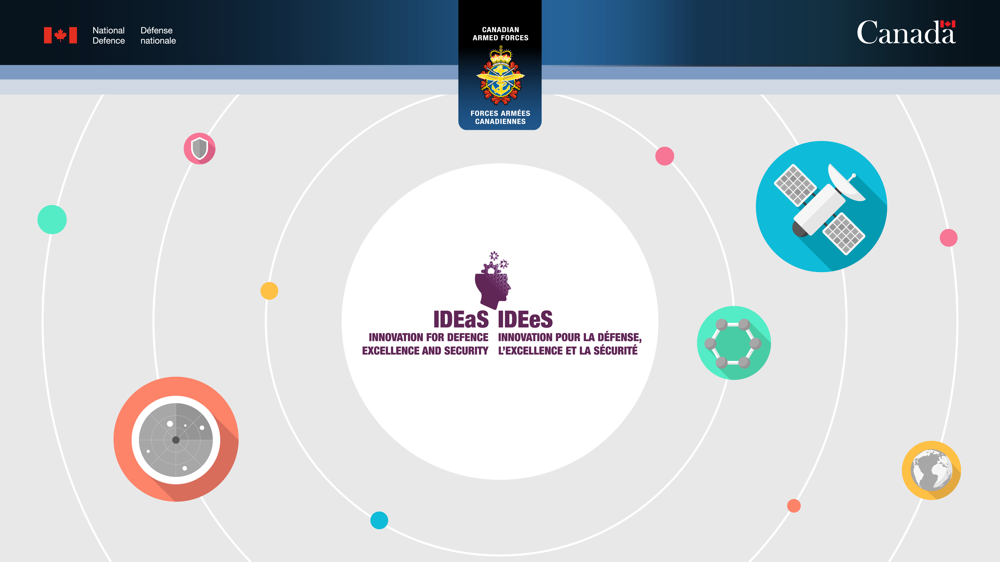 National
Defence
Défense
nationale
CANADIAN
ARMED FORCES
FORCES ARMÉES
CANADIENNES
Canada
IDEaS
INNOVATION FOR DEFENCE
EXCELLENCE AND SECURITY
IDEeS
INNOVATION POUR LA DÉFENSE,
L’EXCELLENCE ET LA SÉCURITÉ